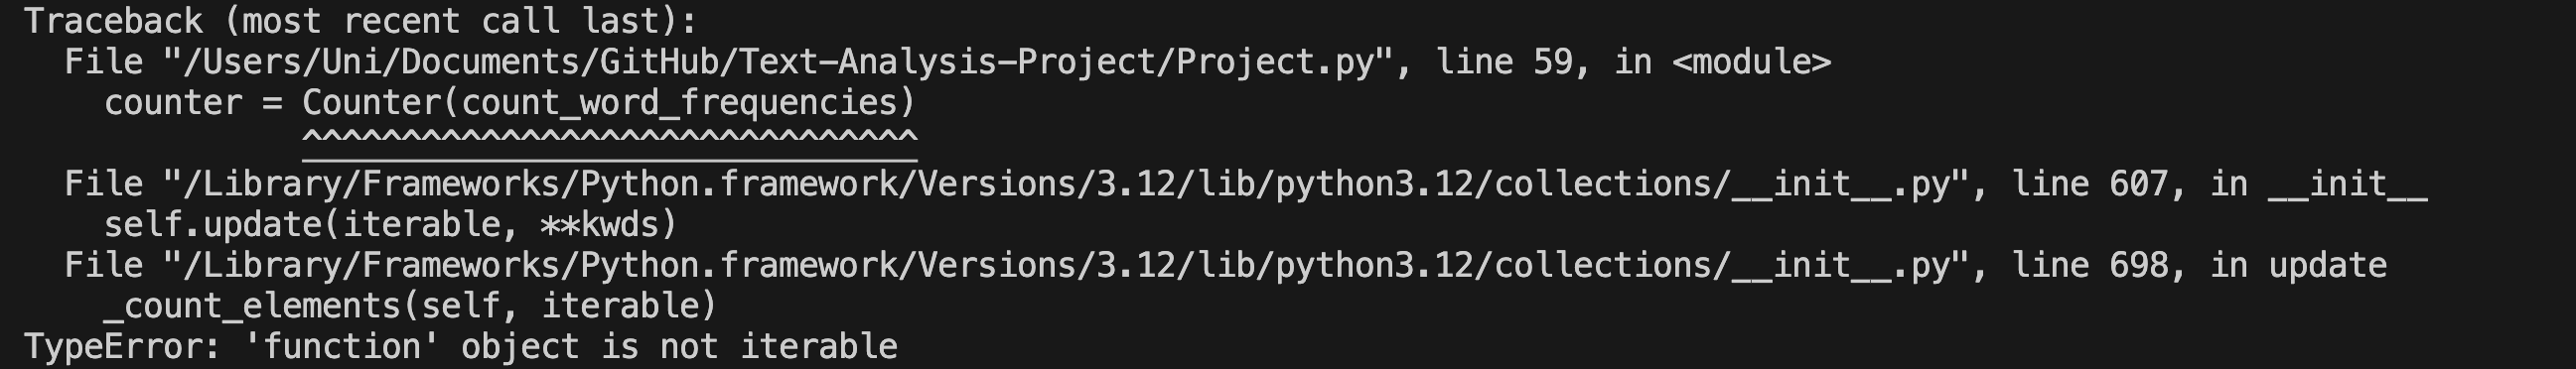 Traceback (most recent call last):
  File "/Users/Uni/Documents/GitHub/Text-Analysis-Project/Project.py", line 59, in <module>
    counter = Counter(count_word_frequencies)
              ^^^^^^^^^^^^^^^^^^^^^^^^^^^^^^^
  File "/Library/Frameworks/Python.framework/Versions/3.12/lib/python3.12/collections/__init__.py", line 607, in __init__
    self.update(iterable, **kwds)
  File "/Library/Frameworks/Python.framework/Versions/3.12/lib/python3.12/collections/__init__.py", line 698, in update
    _count_elements(self, iterable)
TypeError: 'function' object is not iterable